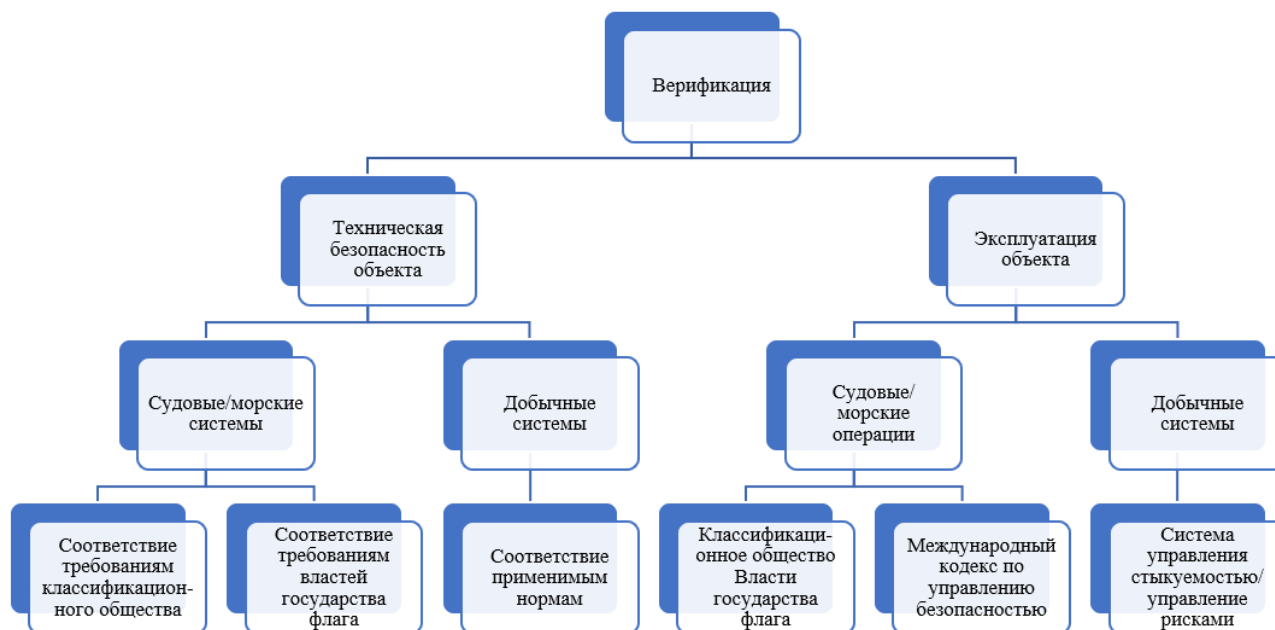 Верификация
Техническая
безопасность
объекта
Эксплуатация
объекта
Судовые/морские
системы
Добычные
системы
Судовые/
морские
операции
Добычные
системы
Соответствие
требованиям
классификацион-
ного общества
Соответствие
требованиям
властей
государства
флага
Соответствие
применимым
нормам
Классификаци-
онное общество
Власти
государства
флага
Международный
кодекс по
управлению
безопасностью
Система
управления
стыкуемостью/
управление
рисками